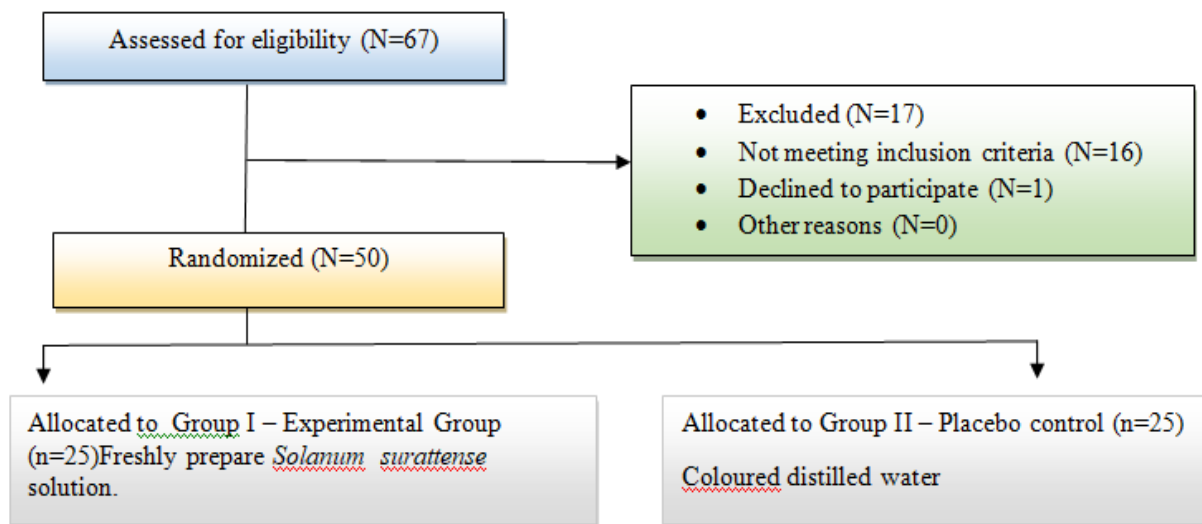 Assessed for eligibility (N=67)
• Excluded (N=17)
• Not meeting inclusion criteria (N=16)
• Declined to participate (N=1)
• Other reasons (N=0)
Randomized (N=50)
Allocated to Group I – Experimental Group
(n=25)Freshly prepare Solanum surattense
solution.
Allocated to Group II – Placebo control (n=25)
Coloured distilled water